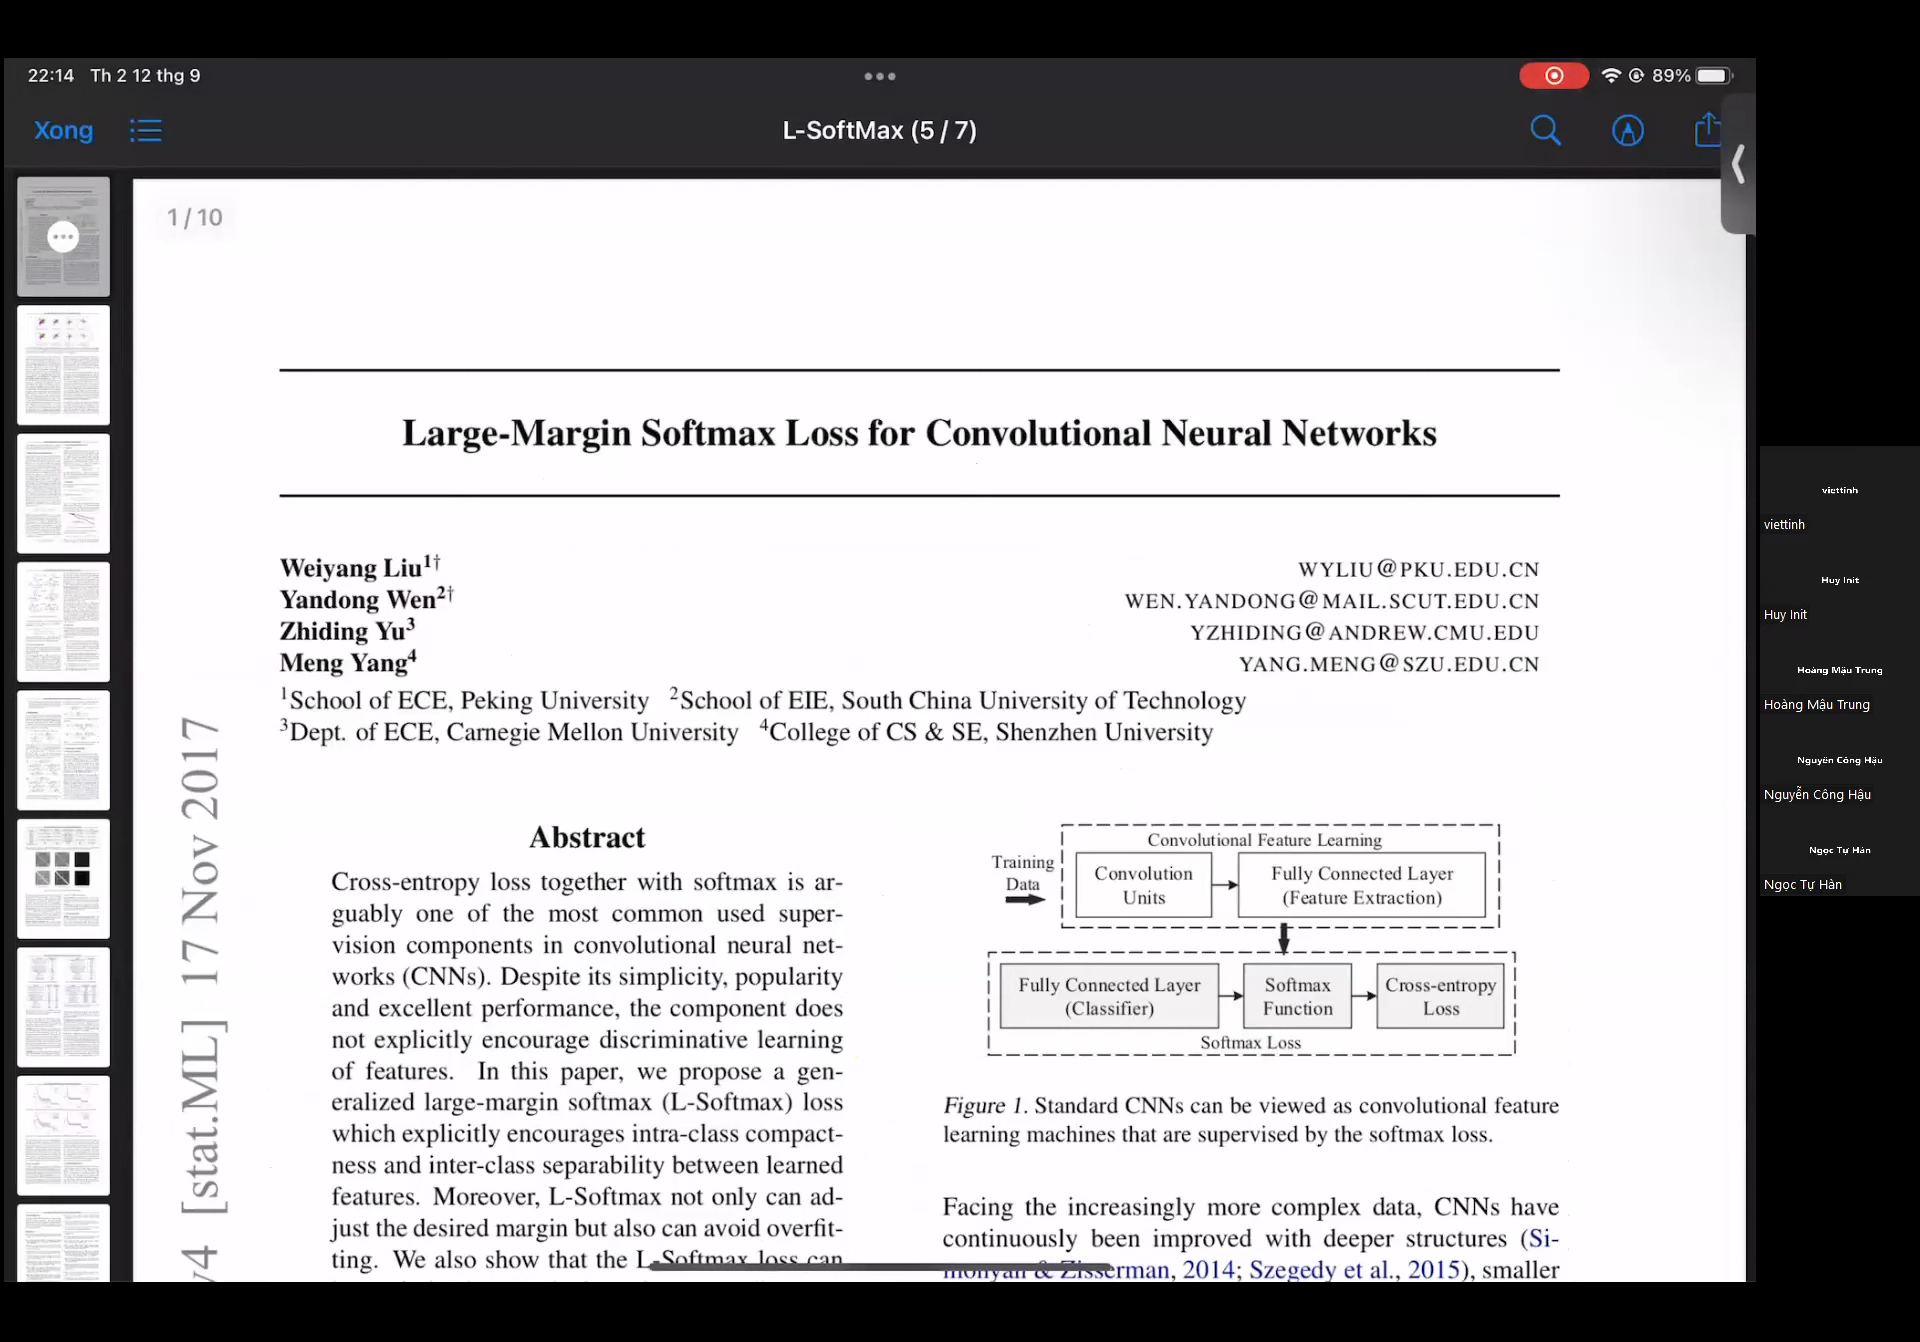 22:14 Th 2 12 thg 9
89%
Xong
L-SoftMax (5 / 7)
1 / 10
Large-Margin Softmax Loss for Convolutional Neural Networks
Weiyang Liu1† WYLIU@PKU.EDU.CN
Yandong Wen2† WEN.YANDONG@MAIL.SCUT.EDU.CN
Zhiding Yu3 YZHIDING@ANDREW.CMU.EDU
Meng Yang4 YANG.MENG@SZU.EDU.CN
1School of ECE, Peking University 2School of EIE, South China University of Technology
3Dept. of ECE, Carnegie Mellon University 4College of CS & SE, Shenzhen University
v4 [stat.ML] 17 Nov 2017
Abstract
Cross-entropy loss together with softmax is ar-
guably one of the most common used super-
vision components in convolutional neural net-
works (CNNs). Despite its simplicity, popularity
and excellent performance, the component does
not explicitly encourage discriminative learning
of features. In this paper, we propose a gen-
eralized large-margin softmax (L-Softmax) loss
which explicitly encourages intra-class compact-
ness and inter-class separability between learned
features. Moreover, L-Softmax not only can ad-
just the desired margin but also can avoid overfit-
ting. We also show that the L-Softmax loss can
Convolutional Feature Learning
Training
Data
Convolution
Units
Fully Connected Layer
(Feature Extraction)
Fully Connected Layer
(Classifier)
Softmax
Function
Cross-entropy
Loss
Softmax Loss
Figure 1. Standard CNNs can be viewed as convolutional feature
learning machines that are supervised by the softmax loss.
Facing the increasingly more complex data, CNNs have
continuously been improved with deeper structures (Si-
monyan & Zisserman, 2014; Szegedy et al., 2015), smaller
viettinh
viettinh
Huy Init
Huy Init
Hoàng Mậu Trung
Hoàng Mậu Trung
Nguyễn Công Hậu
Nguyễn Công Hậu
Ngọc Tự Hàn
Ngọc Tự Hàn